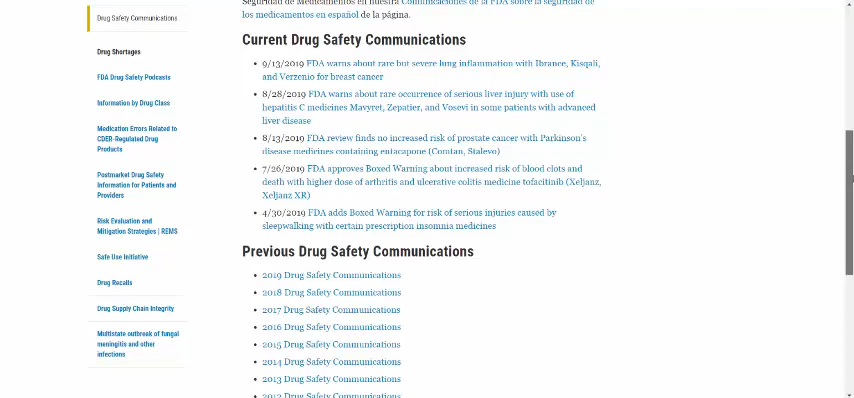 Drug Safety Communications
Drug Shortages
FDA Drug Safety Podcasts
Information by Drug Class
Medication Errors Related to
CDER-Regulated Drug
Products
Postmarket Drug Safety
Information for Patients and
Providers
Risk Evaluation and
Mitigation Strategies | REMS
Safe Use Initiative
Drug Recalls
Drug Supply Chain Integrity
Multistate outbreak of fungal
meningitis and other
infections
Seguridad de Medicamentos en nuestra Comunicaciones de la FDA sobre la seguridad de
los medicamentos en español de la página.
Current Drug Safety Communications
• 9/13/2019 FDA warns about rare but severe lung inflammation with Ibrance, Kisqali,
and Verzenio for breast cancer
• 8/28/2019 FDA warns about rare occurrence of serious liver injury with use of
hepatitis C medicines Mavyret, Zepatier, and Vosevi in some patients with advanced
liver disease
• 8/13/2019 FDA review finds no increased risk of prostate cancer with Parkinson's
disease medicines containing entacapone (Comtan, Stalevo)
• 7/26/2019 FDA approves Boxed Warning about increased risk of blood clots and
death with higher dose of arthritis and ulcerative colitis medicine tofacitinib (Xeljanz,
Xeljanz XR)
• 4/30/2019 FDA adds Boxed Warning for risk of serious injuries caused by
sleepwalking with certain prescription insomnia medicines
Previous Drug Safety Communications
• 2019 Drug Safety Communications
• 2018 Drug Safety Communications
• 2017 Drug Safety Communications
• 2016 Drug Safety Communications
• 2015 Drug Safety Communications
• 2014 Drug Safety Communications
• 2013 Drug Safety Communications
• 2012 Drug Safety Communications